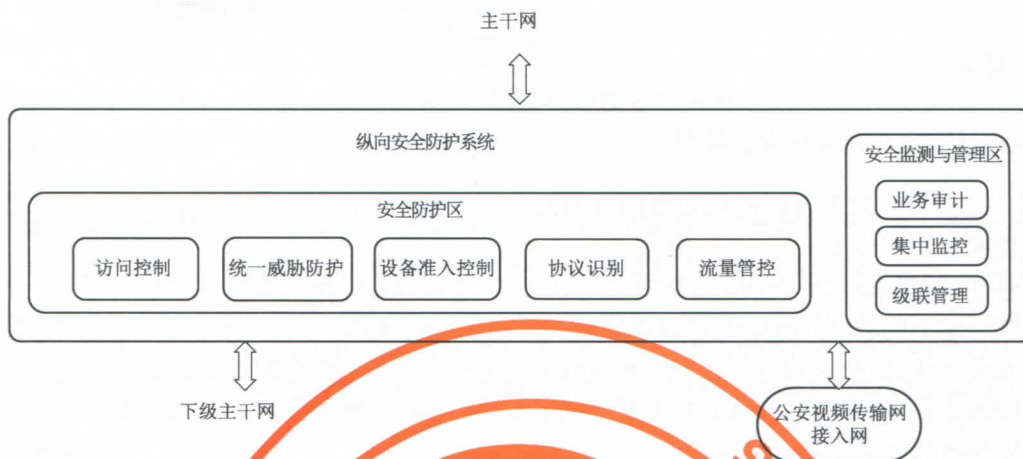 主干网
纵向安全防护系统
安全监测与管理区
安全防护区
业务审计
访问控制
统一威胁防护
设备准入控制
协议识别
流量管控
集中监控
级联管理
下级主干网
公安视频传输网
接入网